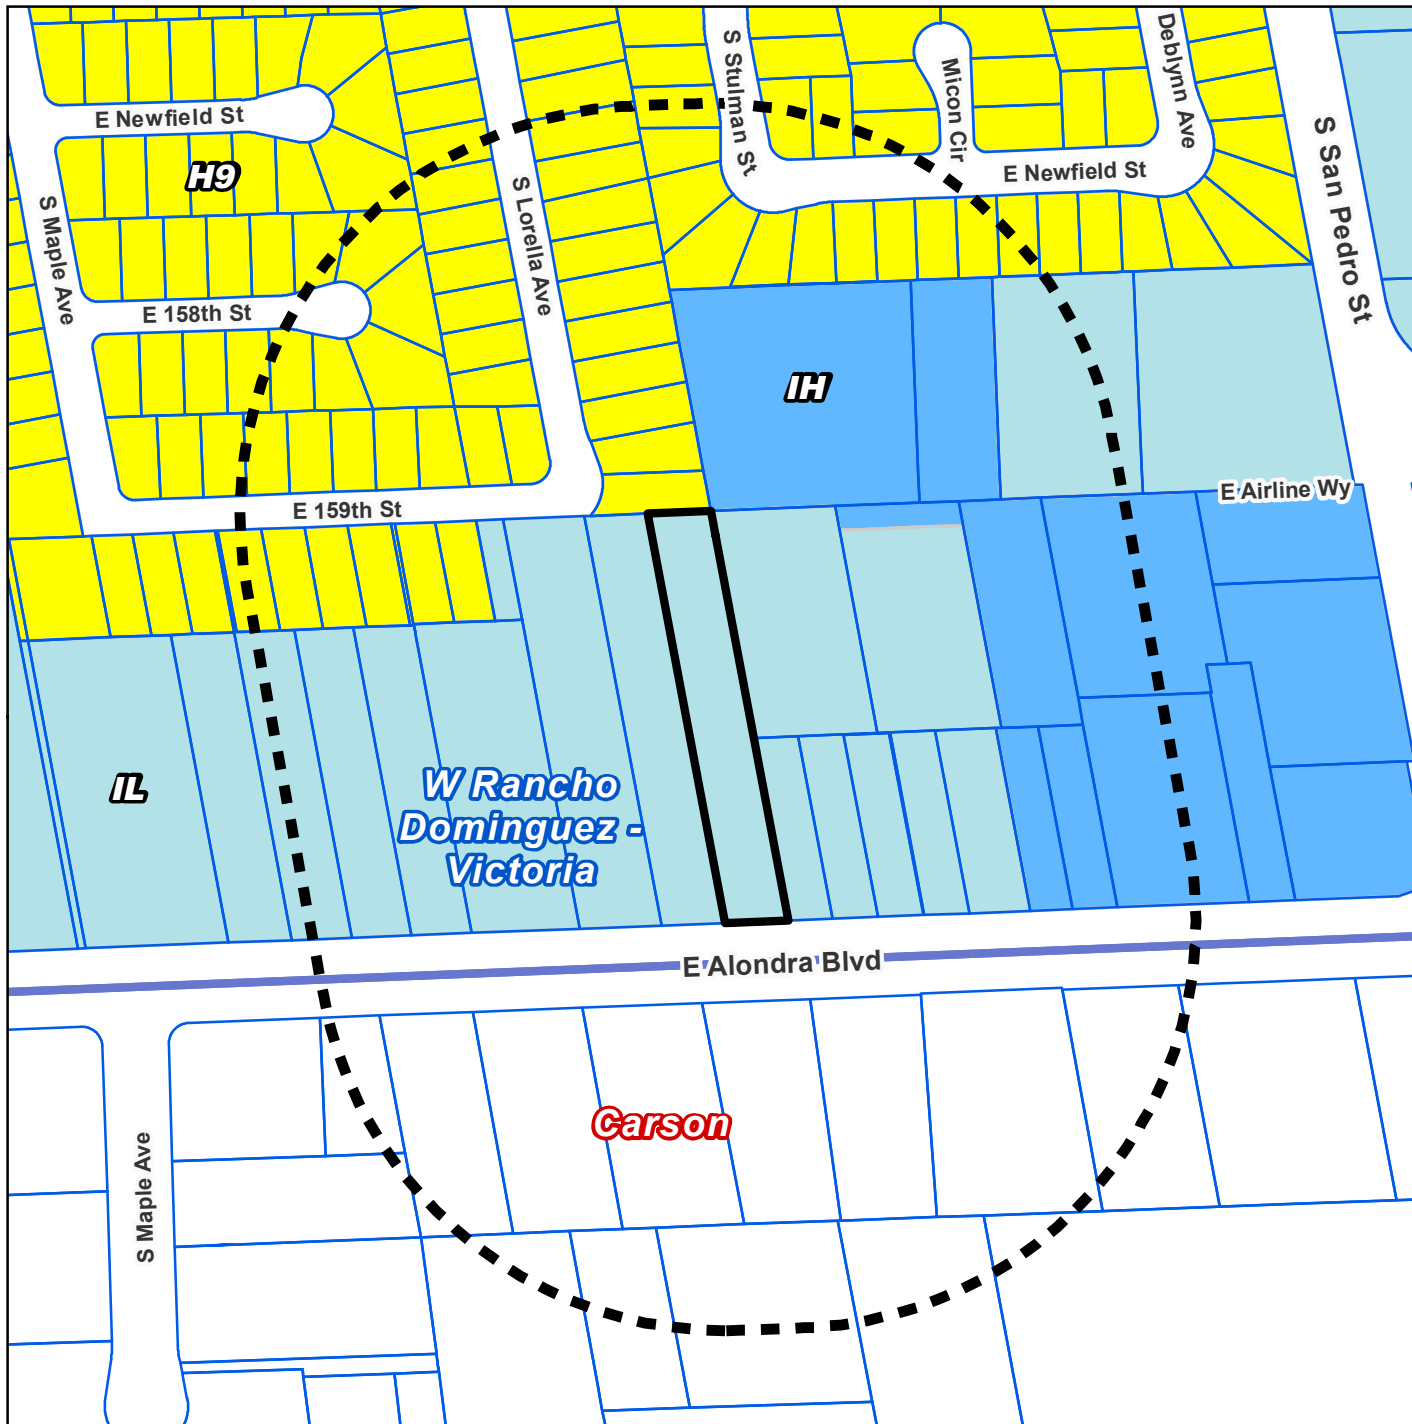 S Stulman St
Deblynn Ave
Micon Cir
E Newfield St
E Newfield St
S San Pedro St
H9
S Maple Ave
S Lorella Ave
E 158th St
IH
E Airline Wy
E 159th St
IL
W Rancho
Dominguez -
Victoria
E Alondra Blvd
Carson
S Maple Ave